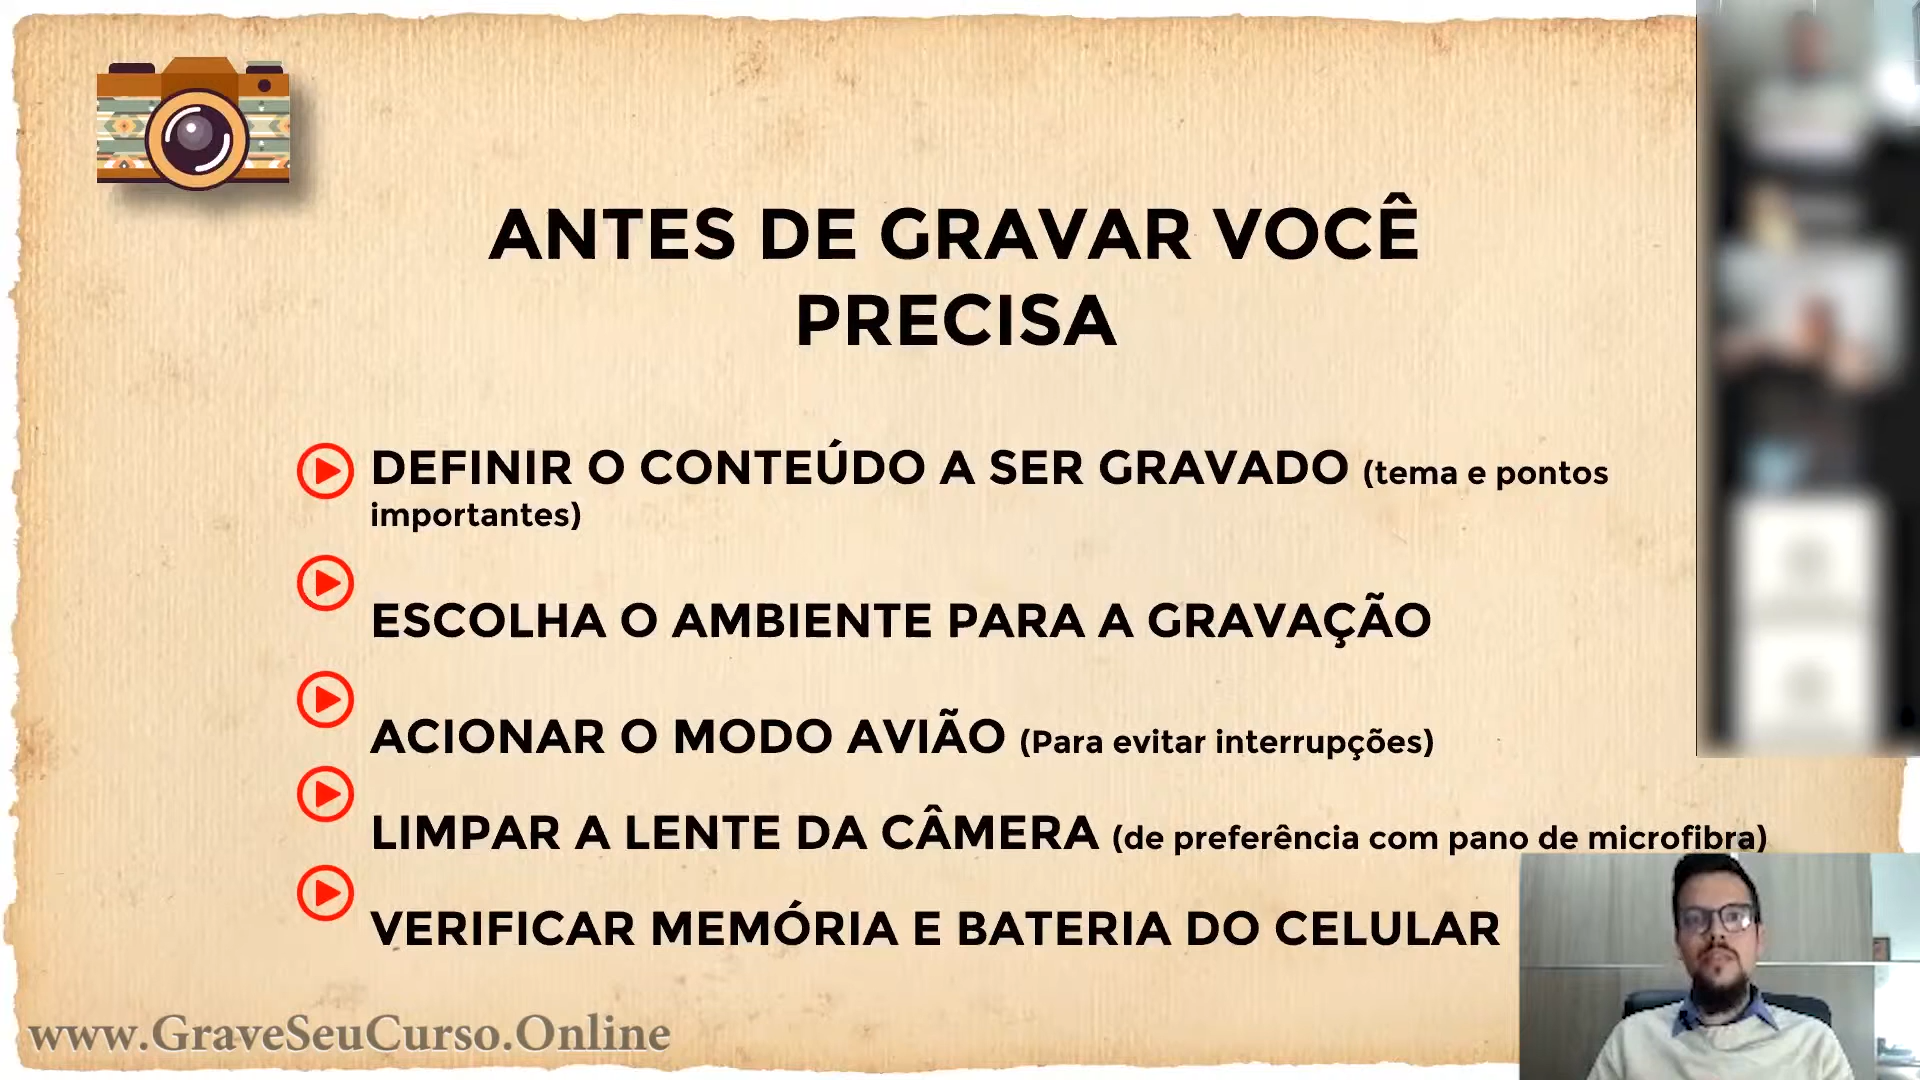 ANTES DE GRAVAR VOCÊ
PRECISA
DEFINIR O CONTEÚDO A SER GRAVADO (tema e pontos
importantes)
ESCOLHA O AMBIENTE PARA A GRAVAÇÃO
ACIONAR O MODO AVIÃO (Para evitar interrupções)
LIMPAR A LENTE DA CÂMERA (de preferência com pano de microfibra)
VERIFICAR MEMÓRIA E BATERIA DO CELULAR
www.GraveSeuCurso.Online